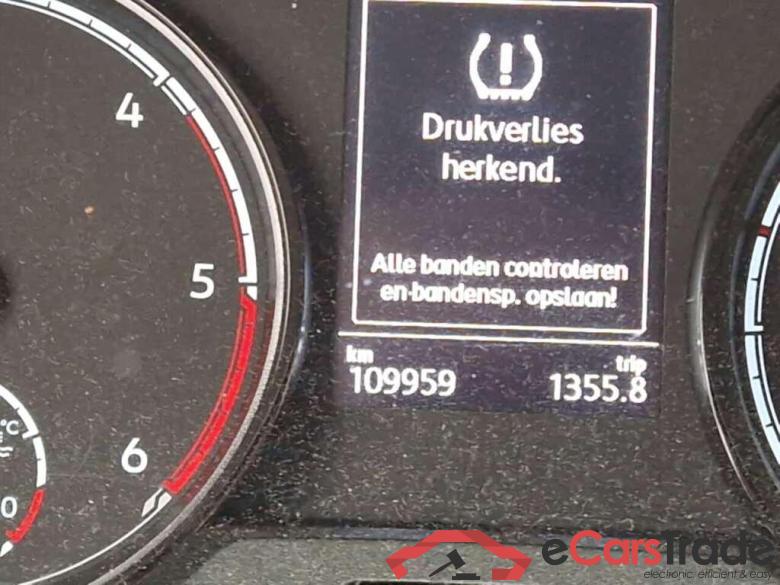 4
5
6
°C
Drukverlies
herkend.
Alle banden controleren
en bandensp. opslaan!
km
trip
109959
1355.8
eCarsTrade
electronic, efficient & easy